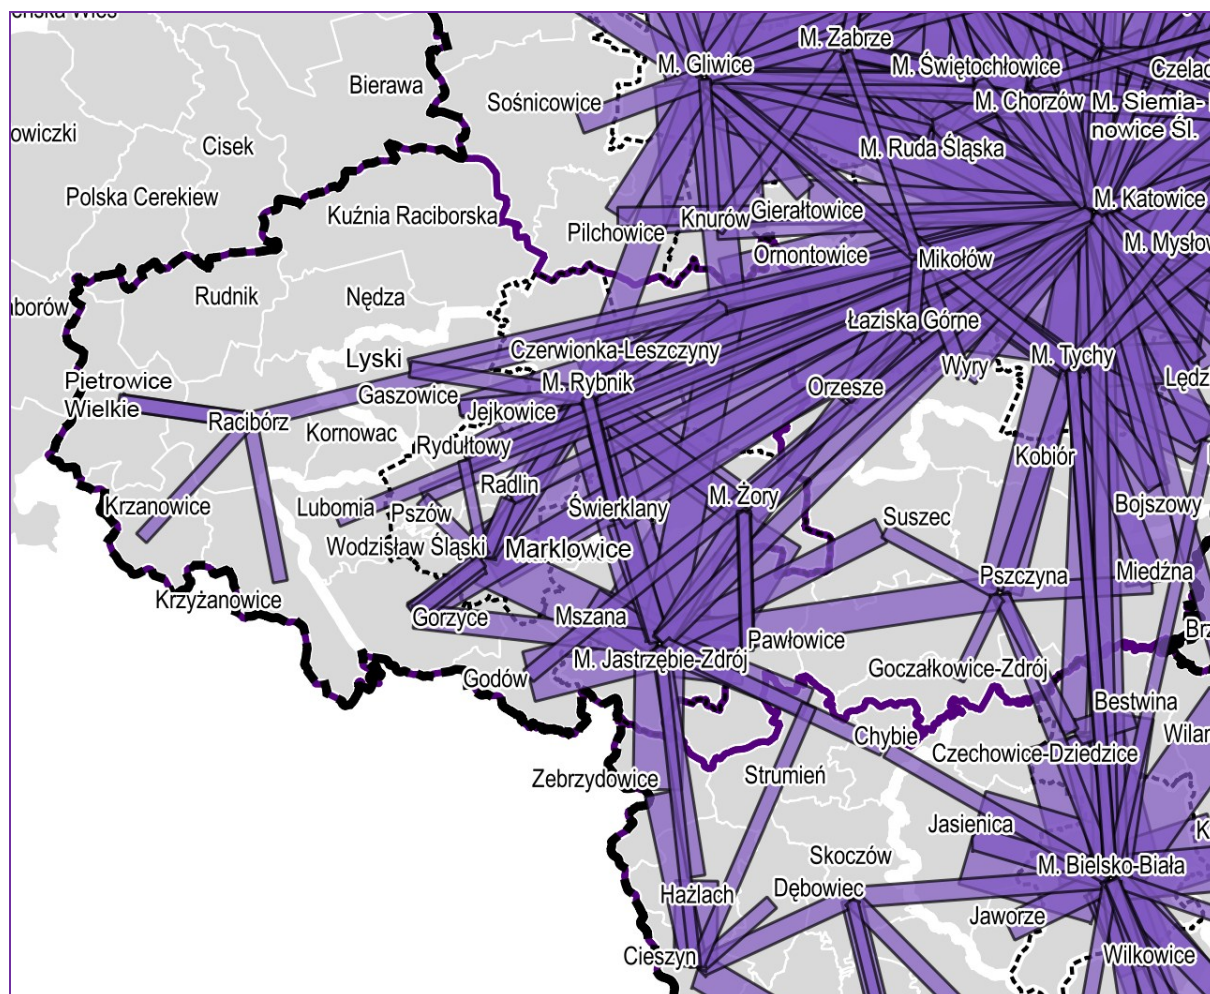 M. Zabrze
M. Gliwice
M. Świętochłowice
Bierawa
Sośnicowice
M. Chorzów
M. Siemia-
nowice Śl.
Cisek
M. Ruda Śląska
Polska Cerekiew
Kuźnia Raciborska
M. Katowice
Pilchowice
Knurów
Gierałtowice
Ornontowice
Mikołów
Rudnik
Nędza
Łaziska Górne
Lyski
Czerwionka-Leszczyny
M. Tychy
Wyry
Pietrowice
Wielkie
M. Rybnik
Orzesze
Gaszowice
Jejkowice
Racibórz
Kornowac
Rydułtowy
Kobiór
Krzanowice
Lubomia
Pszów
Radlin
Świerklany
M. Żory
Suszec
Bojszowy
Wodzisław Śląski
Marklowice
Pszczyna
Miedźna
Krzyżanowice
Gorzyce
Mszana
Pawłowice
M. Jastrzębie-Zdrój
Goczałkowice-Zdrój
Godów
Bestwina
Chybie
Czechowice-Dziedzice
Zebrzydowice
Strumień
Jasienica
Skoczów
M. Bielsko-Biała
Hażlach
Dębowiec
Jaworze
Cieszyn
Wilkowice